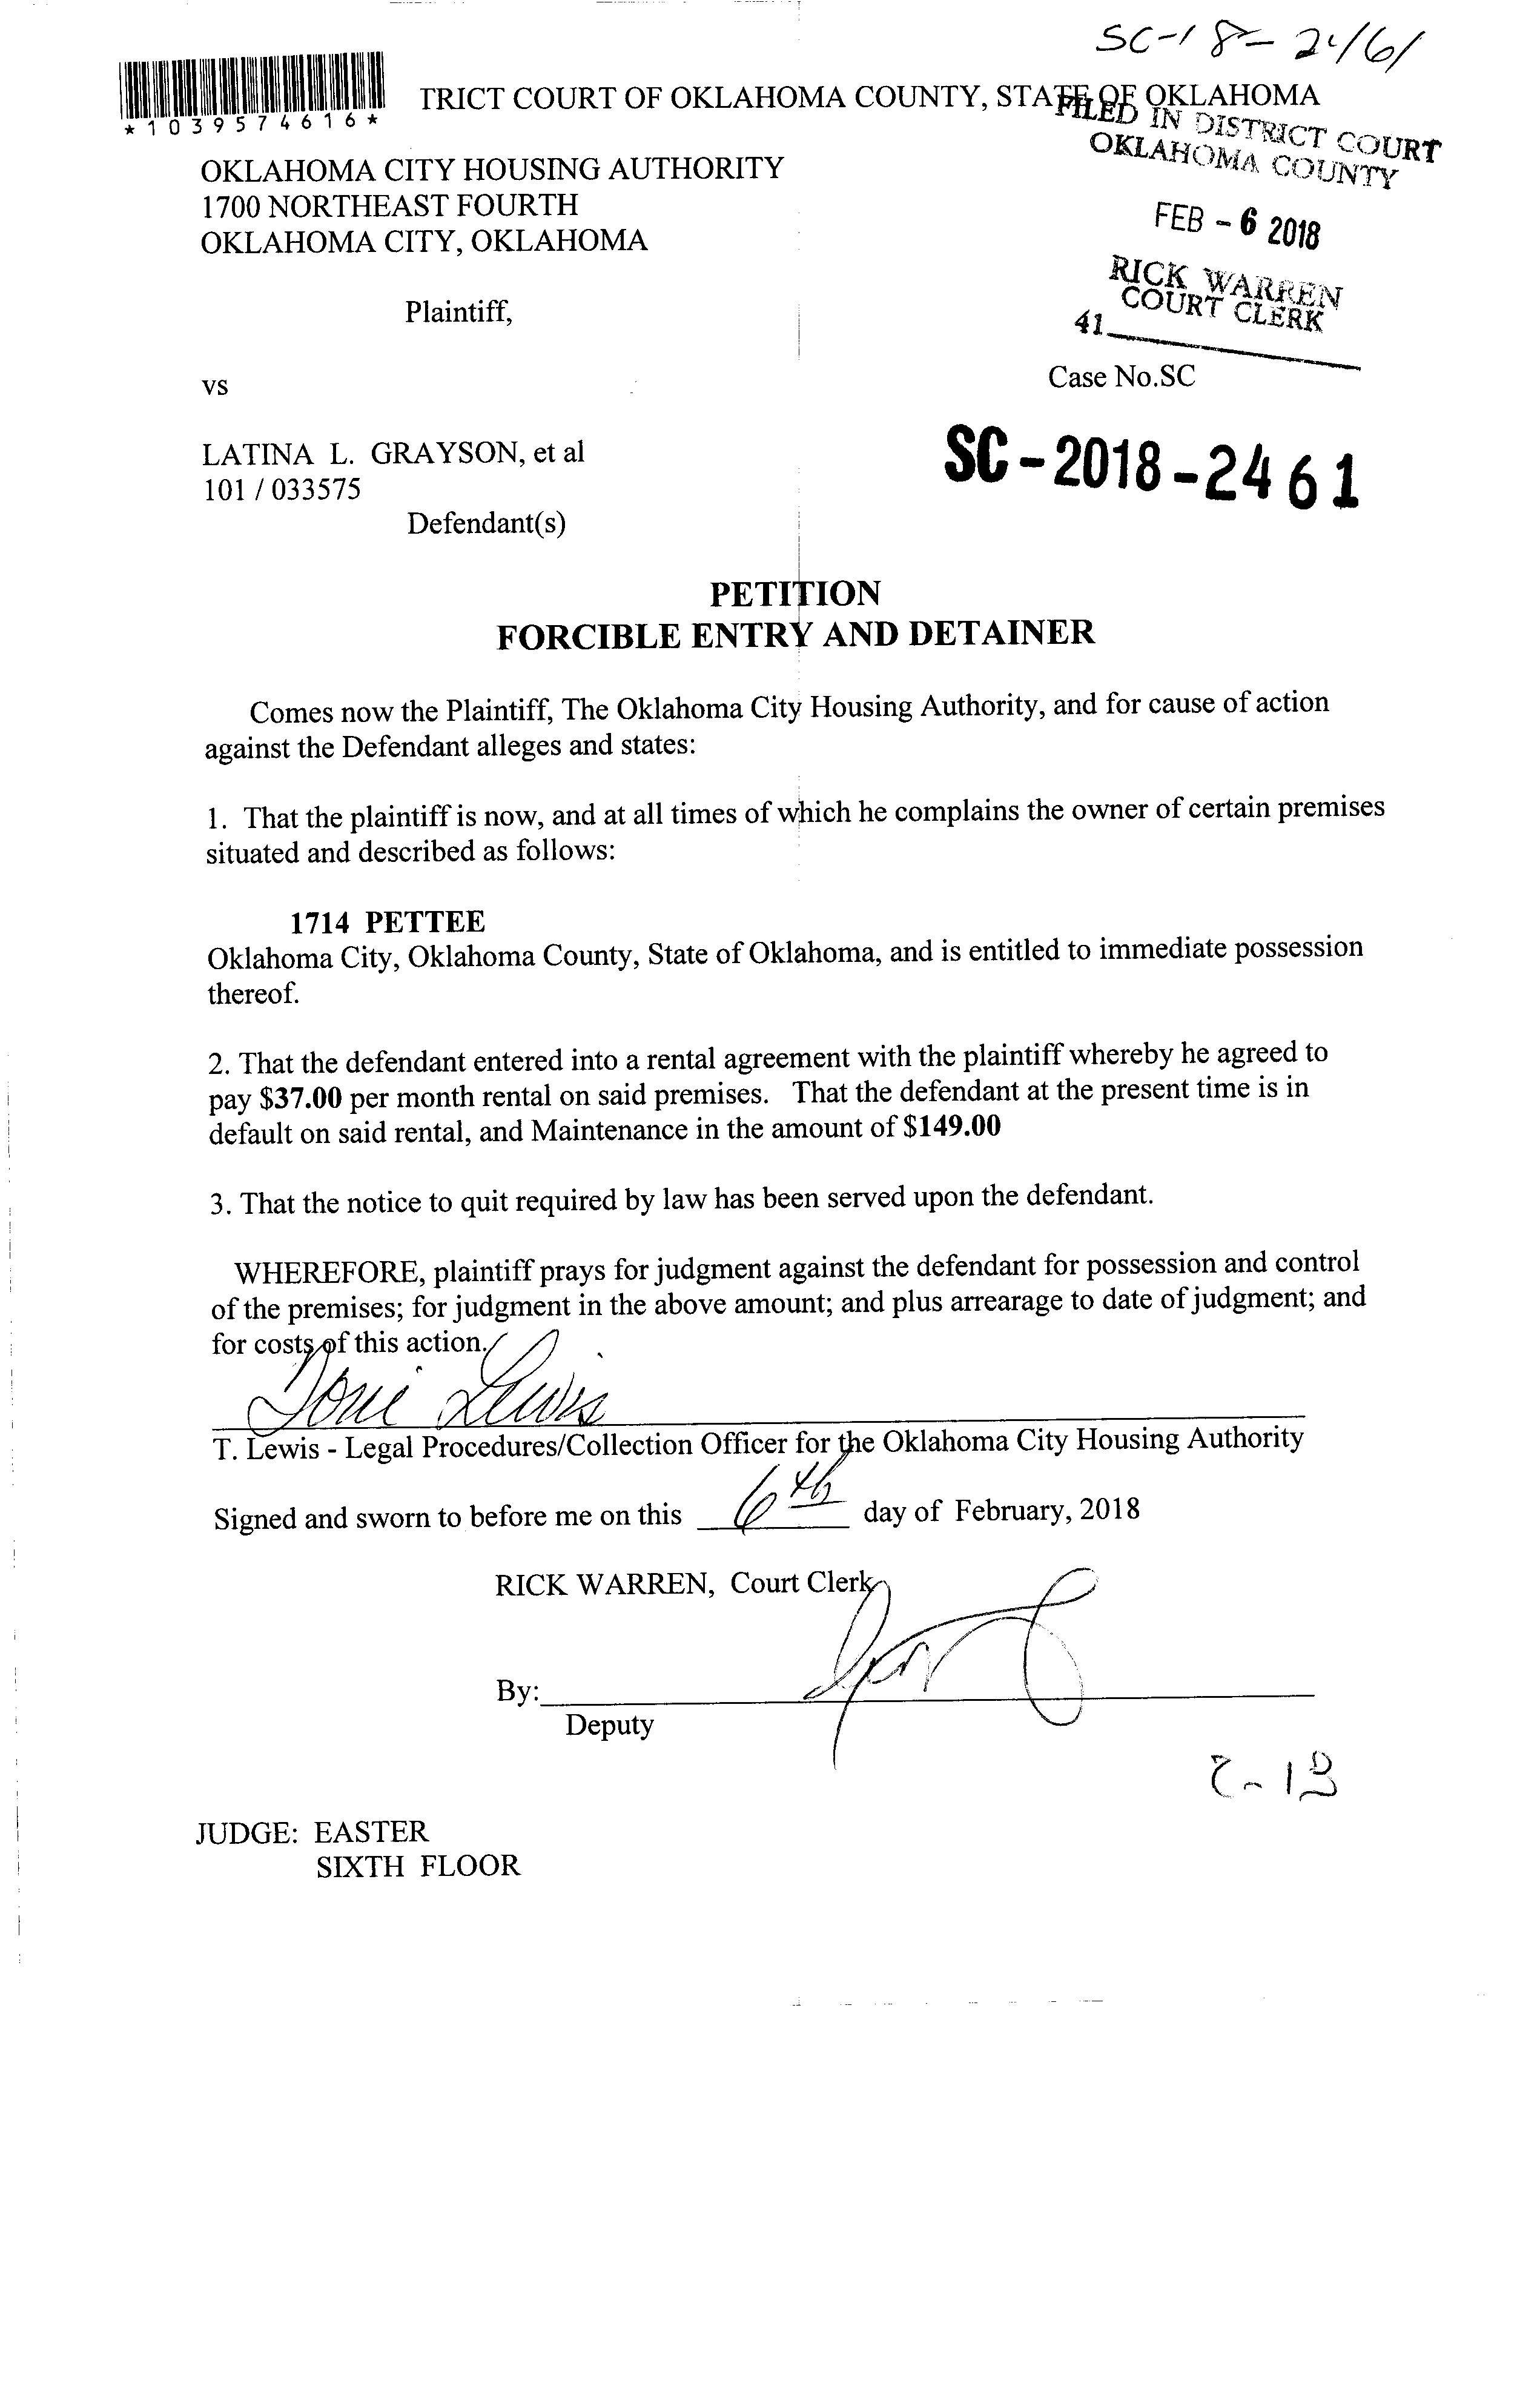 SC-18-2461
*1039574616*
TRICT COURT OF OKLAHOMA COUNTY, STATE OF OKLAHOMA
FILED IN DISTRICT COURT
OKLAHOMA COUNTY
OKLAHOMA CITY HOUSING AUTHORITY
1700 NORTHEAST FOURTH
OKLAHOMA CITY, OKLAHOMA
FEB - 6 2018
RICK WARREN
COURT CLERK
41
Plaintiff,
vs
Case No.SC
LATINA L. GRAYSON, et al
101 / 033575
SC-2018-2461
Defendant(s)
PETITION
FORCIBLE ENTRY AND DETAINER
Comes now the Plaintiff, The Oklahoma City Housing Authority, and for cause of action
against the Defendant alleges and states:
1. That the plaintiff is now, and at all times of which he complains the owner of certain premises
situated and described as follows:
1714 PETTEE
Oklahoma City, Oklahoma County, State of Oklahoma, and is entitled to immediate possession
thereof.
2. That the defendant entered into a rental agreement with the plaintiff whereby he agreed to
pay $37.00 per month rental on said premises. That the defendant at the present time is in
default on said rental, and Maintenance in the amount of $149.00
3. That the notice to quit required by law has been served upon the defendant.
WHEREFORE, plaintiff prays for judgment against the defendant for possession and control
of the premises; for judgment in the above amount; and plus arrearage to date of judgment; and
for costs of this action.
Toni Lewis
T. Lewis - Legal Procedures/Collection Officer for the Oklahoma City Housing Authority
Signed and sworn to before me on this 6th day of February, 2018
RICK WARREN, Court Clerk
By:
Deputy
JUDGE: EASTER
SIXTH FLOOR